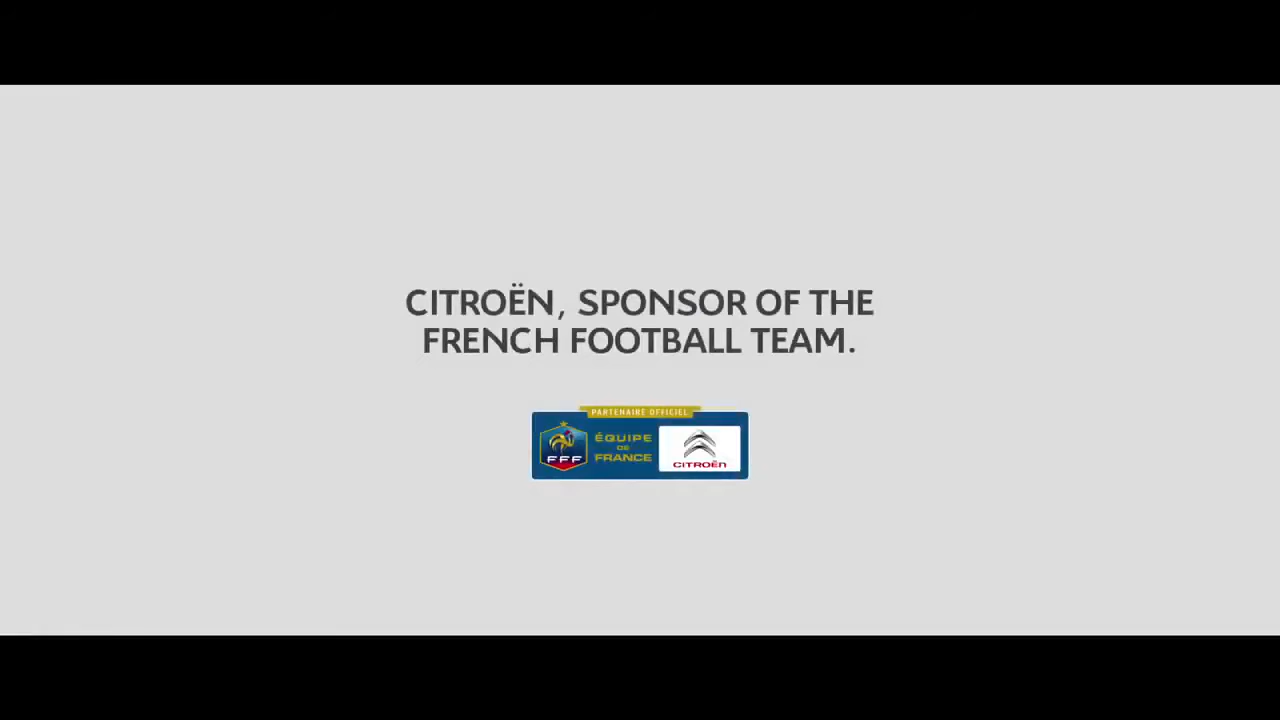 CITROËN, SPONSOR OF THE
FRENCH FOOTBALL TEAM.
PARTENAIRE OFFICIEL
FFF
ÉQUIPE
DE
FRANCE
CITROËN